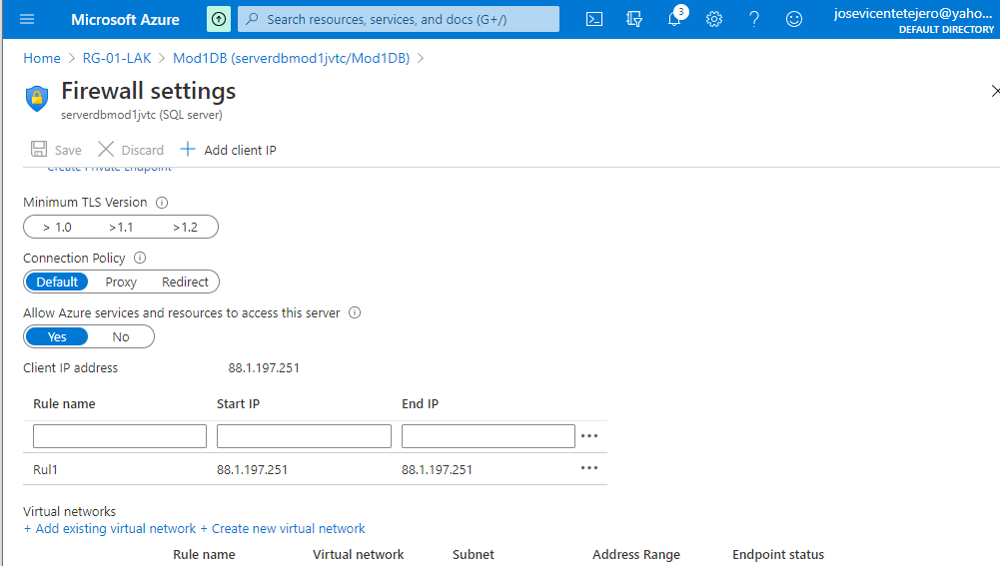 Microsoft Azure
Search resources, services, and docs (G+/)
3
josevicentetejero@yaho...
DEFAULT DIRECTORY
Home > RG-01-LAK > Mod1DB (serverdbmod1jvtc/Mod1DB) >
Firewall settings
serverdbmod1jvtc (SQL server)
Save Discard Add client IP
Create Private Endpoint
Minimum TLS Version
> 1.0 >1.1 >1.2
Connection Policy
Default Proxy Redirect
Allow Azure services and resources to access this server
Yes No
Client IP address 88.1.197.251
Rule name Start IP End IP
Rul1 88.1.197.251 88.1.197.251
Virtual networks
+ Add existing virtual network + Create new virtual network
Rule name Virtual network Subnet Address Range Endpoint status